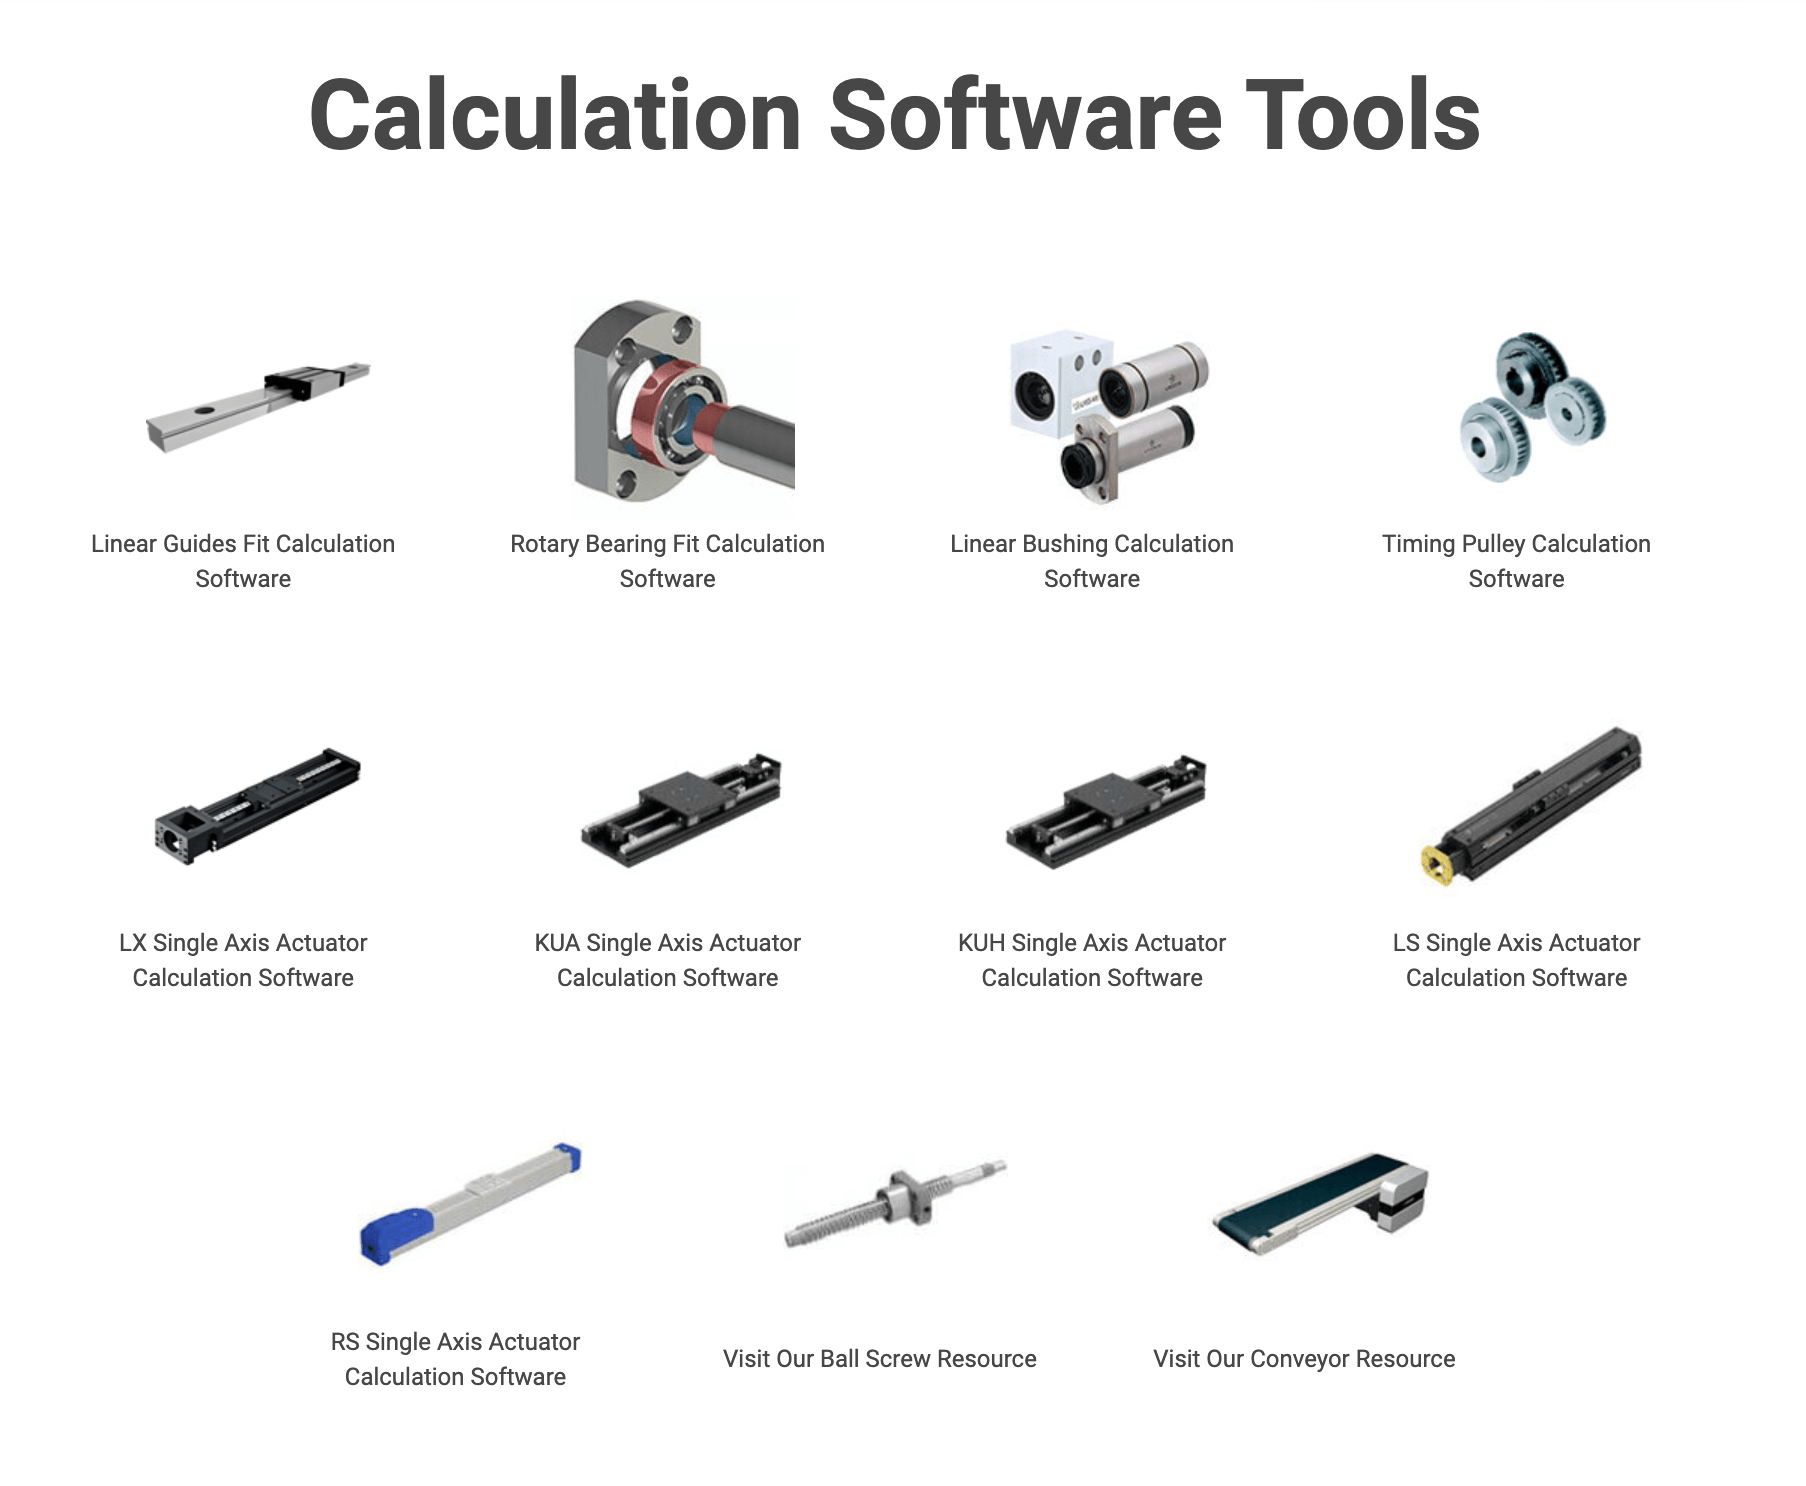 Calculation Software Tools
Linear Guides Fit Calculation
Software
Rotary Bearing Fit Calculation
Software
Linear Bushing Calculation
Software
Timing Pulley Calculation
Software
LX Single Axis Actuator
Calculation Software
KUA Single Axis Actuator
Calculation Software
KUH Single Axis Actuator
Calculation Software
LS Single Axis Actuator
Calculation Software
RS Single Axis Actuator
Calculation Software
Visit Our Ball Screw Resource
Visit Our Conveyor Resource